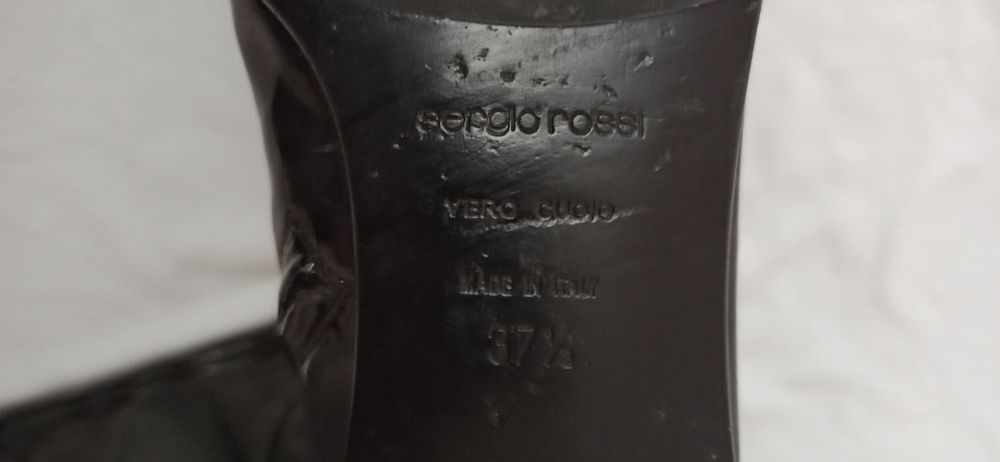 sergio rossi
VERO CUOIO
MADE IN ITALY
37½